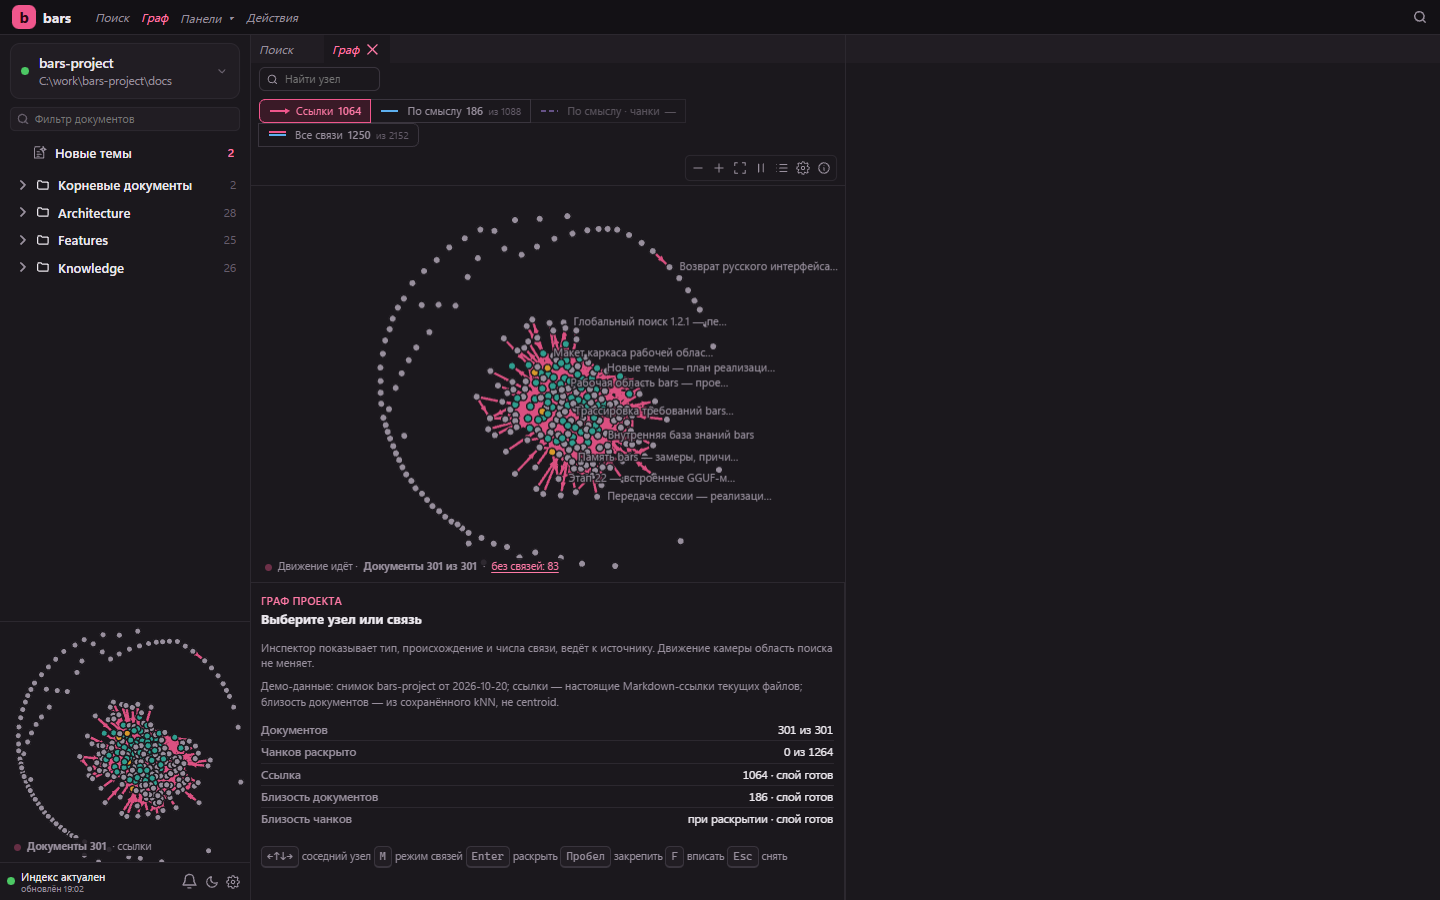 b bars Поиск Граф Панели Действия
bars-project
C:\work\bars-project\docs
Фильтр документов
Новые темы 2
Корневые документы 2
Architecture 28
Features 25
Knowledge 26
Документы 301 · ссылки
Индекс актуален
обновлён 19:02
Поиск Граф
Найти узел
Ссылки 1064 По смыслу 186 из 1088 По смыслу · чанки —
Все связи 1250 из 2152
Возврат русского интерфейса...
Глобальный поиск 1.2.1 — пе...
Макет каркаса рабочей облас...
Новые темы — план реализаци...
Рабочая область bars — прое...
Трассировка требований bars...
Внутренняя база знаний bars
Память bars — замеры, причи...
Этап 22 — встроенные GGUF-м...
Передача сессии — реализаци...
Движение идёт · Документы 301 из 301 · без связей: 83
ГРАФ ПРОЕКТА
Выберите узел или связь
Инспектор показывает тип, происхождение и числа связи, ведёт к источнику. Движение камеры область поиска
не меняет.
Демо-данные: снимок bars-project от 2026-10-20; ссылки — настоящие Markdown-ссылки текущих файлов;
близость документов — из сохранённого kNN, не centroid.
Документов 301 из 301
Чанков раскрыто 0 из 1264
Ссылка 1064 · слой готов
Близость документов 186 · слой готов
Близость чанков при раскрытии · слой готов
←↑↓→ соседний узел M режим связей Enter раскрыть Пробел закрепить F вписать Esc снять